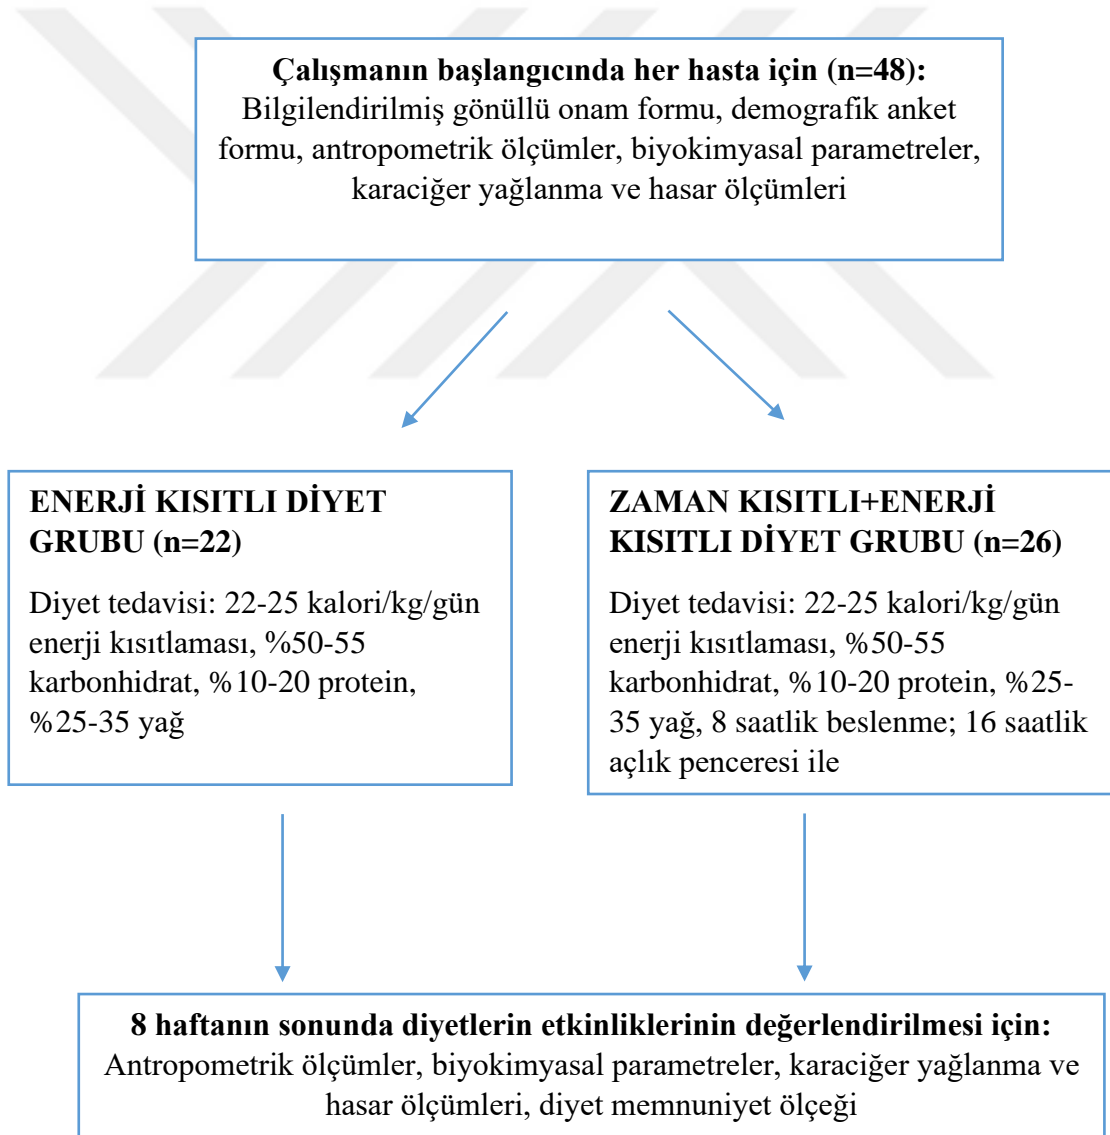 Çalışmanın başlangıcında her hasta için (n=48):
Bilgilendirilmiş gönüllü onam formu, demografik anket
formu, antropometrik ölçümler, biyokimyasal parametreler,
karaciğer yağlanma ve hasar ölçümleri
ENERJİ KISITLI DİYET
GRUBU (n=22)
Diyet tedavisi: 22-25 kalori/kg/gün
enerji kısıtlaması, %50-55
karbonhidrat, %10-20 protein,
%25-35 yağ
ZAMAN KISITLI+ENERJİ
KISITLI DİYET GRUBU (n=26)
Diyet tedavisi: 22-25 kalori/kg/gün
enerji kısıtlaması, %50-55
karbonhidrat, %10-20 protein, %25-
35 yağ, 8 saatlik beslenme; 16 saatlik
açlık penceresi ile
8 haftanın sonunda diyetlerin etkinliklerinin değerlendirilmesi için:
Antropometrik ölçümler, biyokimyasal parametreler, karaciğer yağlanma ve
hasar ölçümleri, diyet memnuniyet ölçeği